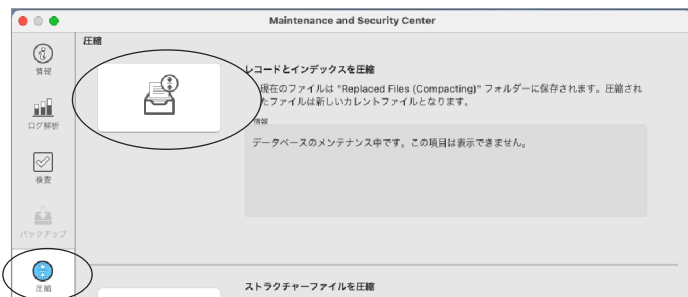 Maintenance and Security Center
情報
ログ解析
検査
バックアップ
圧縮
圧縮
レコードとインデックスを圧縮
現在のファイルは "Replaced Files (Compacting)" フォルダーに保存されます。圧縮され
たファイルは新しいカレントファイルとなります。
情報
データベースのメンテナンス中です。この項目は表示できません。
ストラクチャーファイルを圧縮